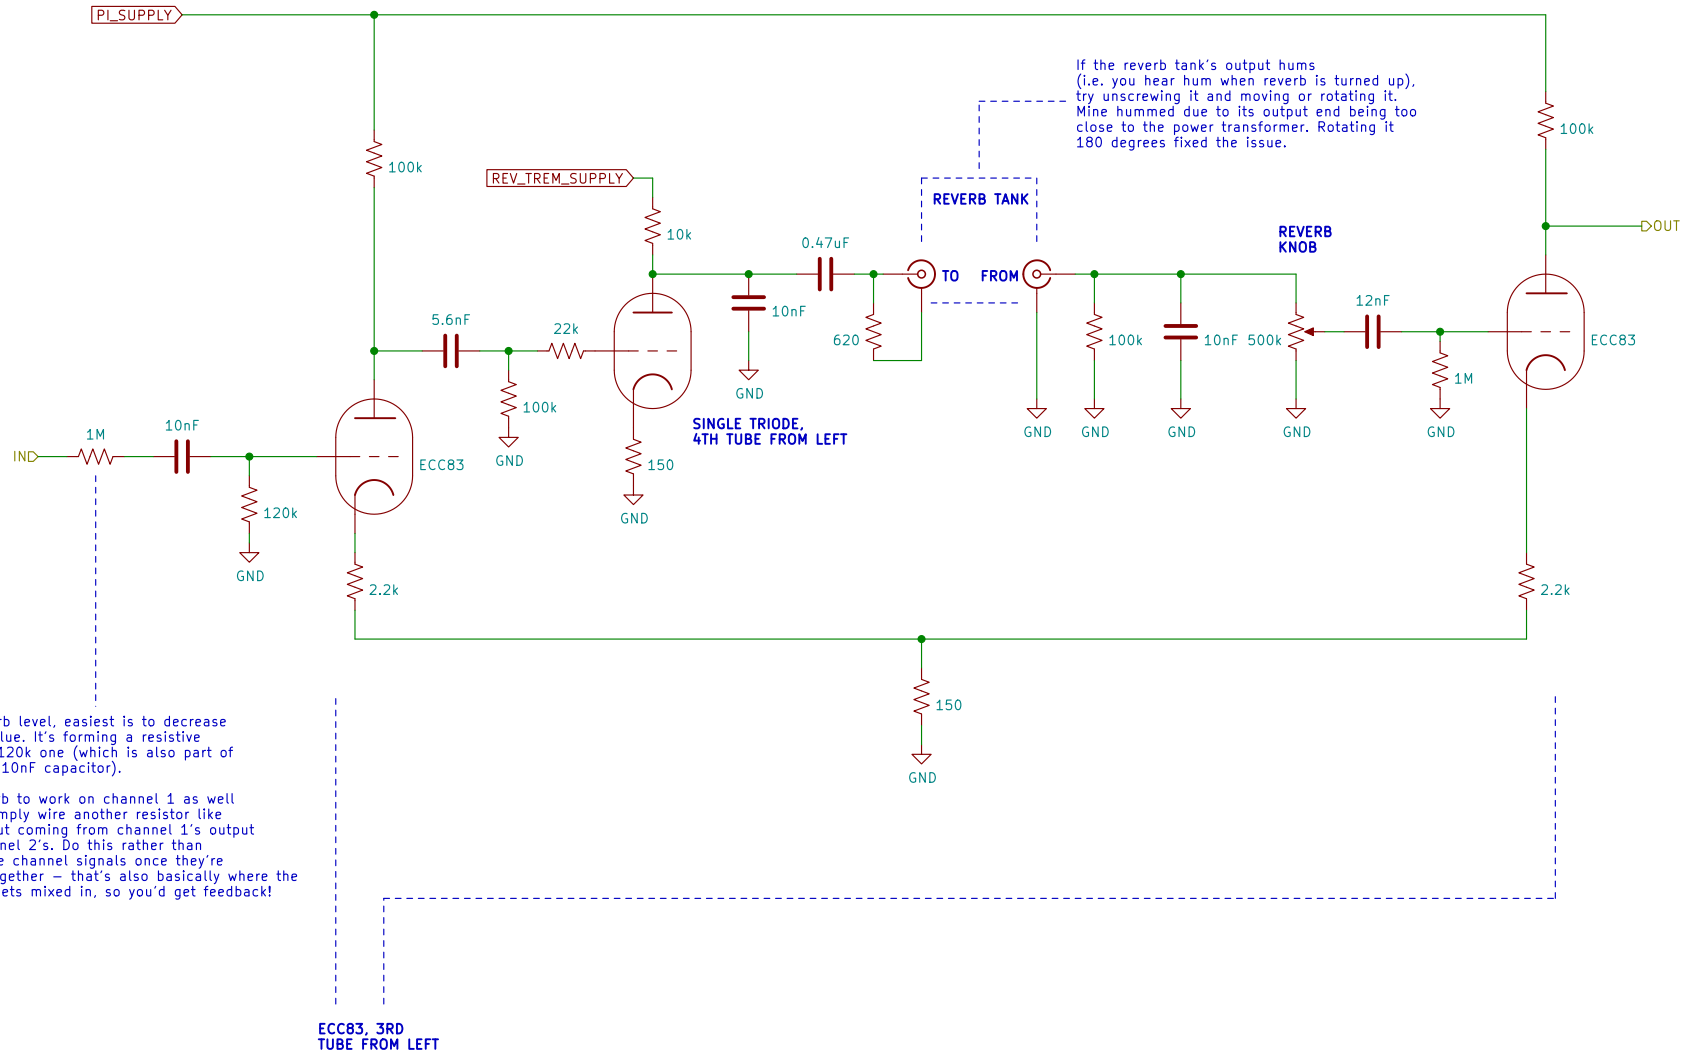 PI_SUPPLY
If the reverb tank's output hums
(i.e. you hear hum when reverb is turned up),
try unscrewing it and moving or rotating it.
Mine hummed due to its output end being too
close to the power transformer. Rotating it
180 degrees fixed the issue.
100k
100k
REV_TREM_SUPPLY
10k
REVERB TANK
REVERB
KNOB
OUT
0.47uF
TO
FROM
10nF
620
GND
5.6nF
22k
100k
GND
100k
10nF
500k
12nF
1M
ECC83
GND
GND
GND
GND
GND
SINGLE TRIODE,
4TH TUBE FROM LEFT
150
GND
IN
1M
10nF
120k
GND
ECC83
2.2k
2.2k
150
GND
rb level, easiest is to decrease
lue. It's forming a resistive
120k one (which is also part of
10nF capacitor).
b to work on channel 1 as well
mply wire another resistor like
ut coming from channel 1's output
nel 2's. Do this rather than
e channel signals once they're
gether – that's also basically where the
ets mixed in, so you'd get feedback!
ECC83, 3RD
TUBE FROM LEFT